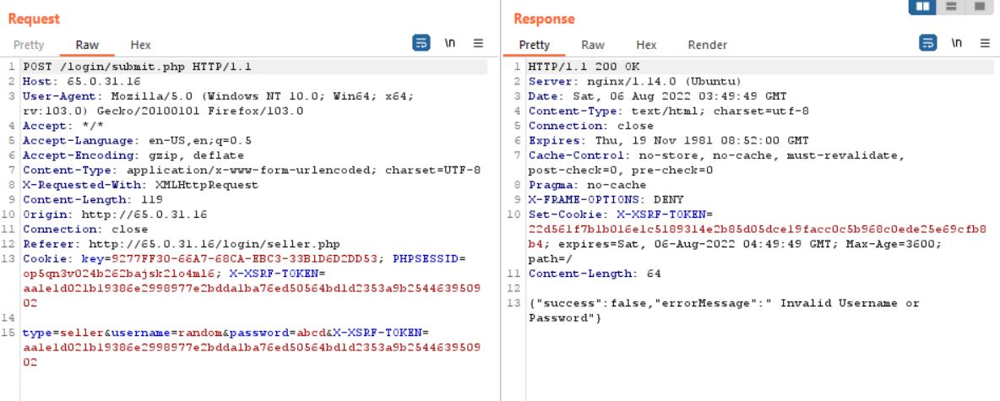 Request
Pretty Raw Hex \n
1 POST /login/submit.php HTTP/1.1
2 Host: 65.0.31.16
3 User-Agent: Mozilla/5.0 (Windows NT 10.0; Win64; x64;
rv:103.0) Gecko/20100101 Firefox/103.0
4 Accept: */*
5 Accept-Language: en-US,en;q=0.5
6 Accept-Encoding: gzip, deflate
7 Content-Type: application/x-www-form-urlencoded; charset=UTF-8
8 X-Requested-With: XMLHttpRequest
9 Content-Length: 119
10 Origin: http://65.0.31.16
11 Connection: close
12 Referer: http://65.0.31.16/login/seller.php
13 Cookie: key=9277FF30-66A7-68CA-EBC3-33B1D6D2DD53; PHPSESSID=
op5qn3v024b262bajsk2lo4m16; X-XSRF-TOKEN=
aa1e1d021b19386e2998977e2bdda1ba76ed50564bd1d2353a9b2544639509
02
14
15 type=seller&username=random&password=abcd&X-XSRF-TOKEN=
aa1e1d021b19386e2998977e2bdda1ba76ed50564bd1d2353a9b2544639509
02
Response
Pretty Raw Hex Render \n
1 HTTP/1.1 200 OK
2 Server: nginx/1.14.0 (Ubuntu)
3 Date: Sat, 06 Aug 2022 03:49:49 GMT
4 Content-Type: text/html; charset=utf-8
5 Connection: close
6 Expires: Thu, 19 Nov 1981 08:52:00 GMT
7 Cache-Control: no-store, no-cache, must-revalidate,
post-check=0, pre-check=0
8 Pragma: no-cache
9 X-FRAME-OPTIONS: DENY
10 Set-Cookie: X-XSRF-TOKEN=
22d561f7b1b016e1c5189314e2b85d05dce19facc0c5b968c0ede25e69cfb8
b4; expires=Sat, 06-Aug-2022 04:49:49 GMT; Max-Age=3600;
path=/
11 Content-Length: 64
12
13 {"success":false,"errorMessage":" Invalid Username or
Password"}